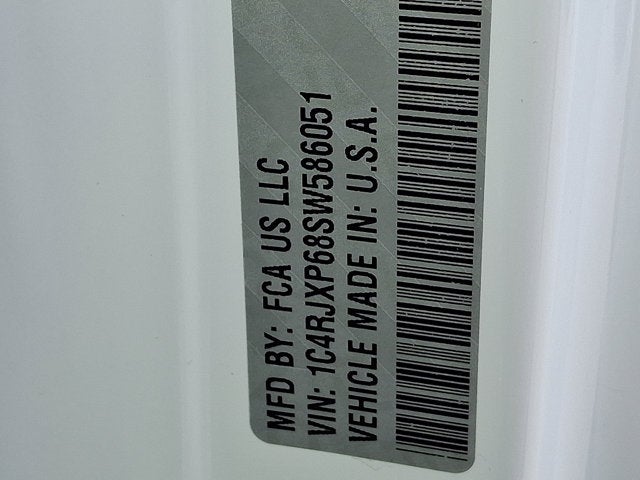 MFD BY: FCA US LLC
VIN: 1C4RJXP68SW586051
VEHICLE MADE IN: U.S.A.